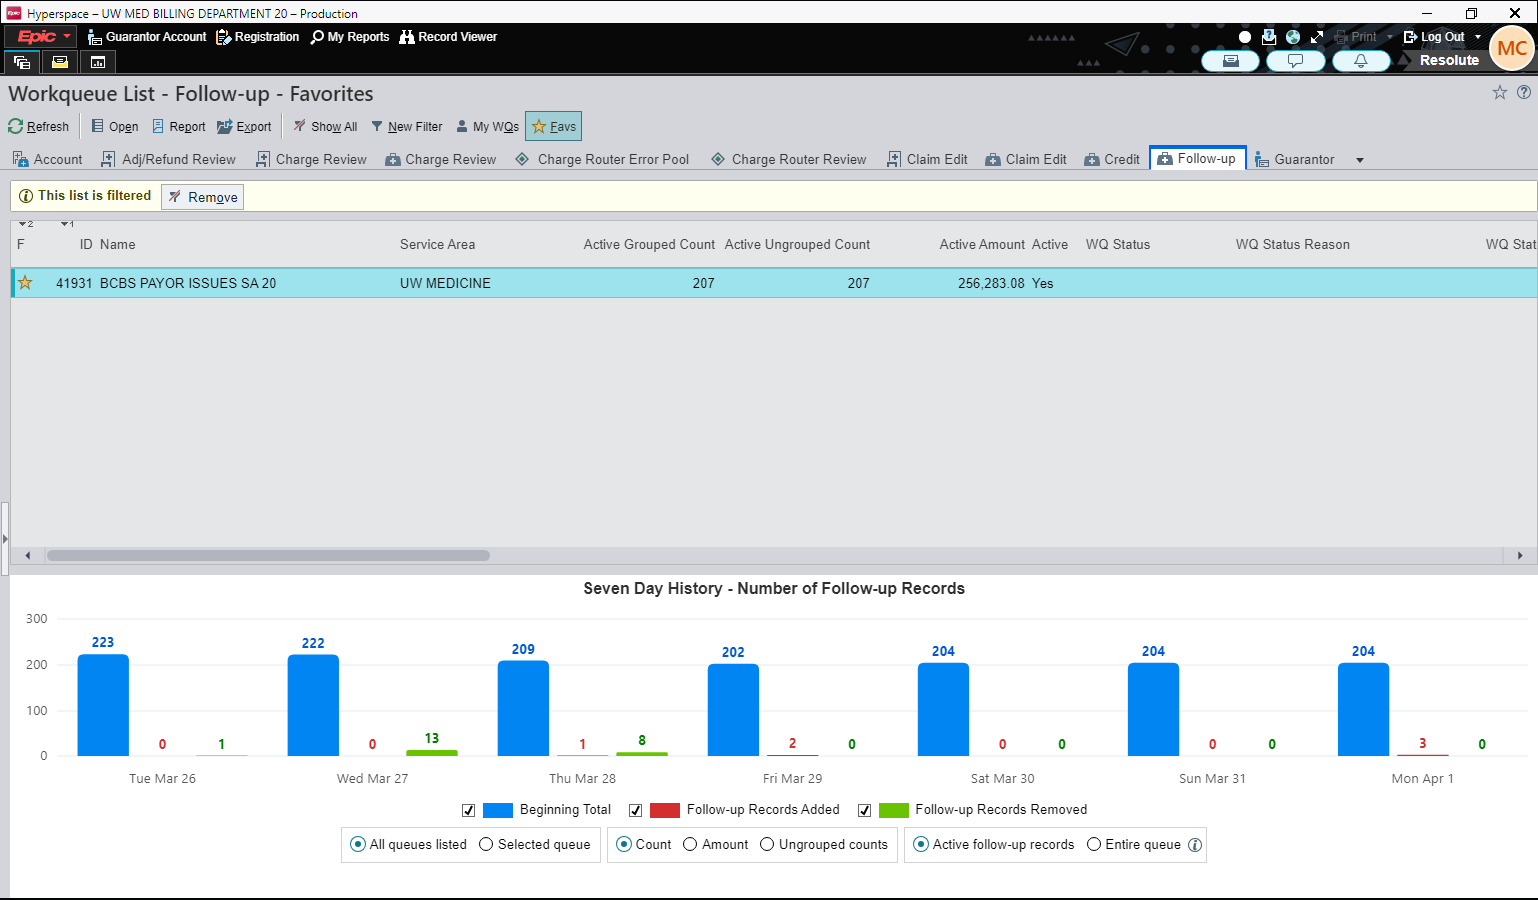 Epic Hyperspace – UW MED BILLING DEPARTMENT 20 – Production
Epic Guarantor Account Registration My Reports Record Viewer Print Log Out
MC
Resolute
Workqueue List - Follow-up - Favorites
Refresh Open Report Export Show All New Filter My WQs Favs
Account Adj/Refund Review Charge Review Charge Review Charge Router Error Pool Charge Router Review Claim Edit Claim Edit Credit Follow-up Guarantor
This list is filtered Remove
2 1
F ID Name Service Area Active Grouped Count Active Ungrouped Count Active Amount Active WQ Status WQ Status Reason WQ Stat
41931 BCBS PAYOR ISSUES SA 20 UW MEDICINE 207 207 256,283.08 Yes
Seven Day History - Number of Follow-up Records
300
223 222 209 202 204 204 204
200
100
0 1 0 13 1 8 2 0 0 0 0 0 3 0
0
Tue Mar 26 Wed Mar 27 Thu Mar 28 Fri Mar 29 Sat Mar 30 Sun Mar 31 Mon Apr 1
Beginning Total Follow-up Records Added Follow-up Records Removed
All queues listed Selected queue Count Amount Ungrouped counts Active follow-up records Entire queue